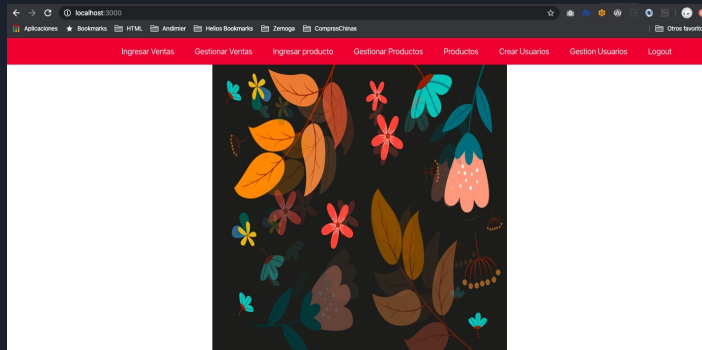 localhost:3000
Aplicaciones Bookmarks HTML Andimier Helios Bookmarks Zemoga ComprasChinas Otros favorito
Ingresar Ventas Gestionar Ventas Ingresar producto Gestionar Productos Productos Crear Usuarios Gestion Usuarios Logout